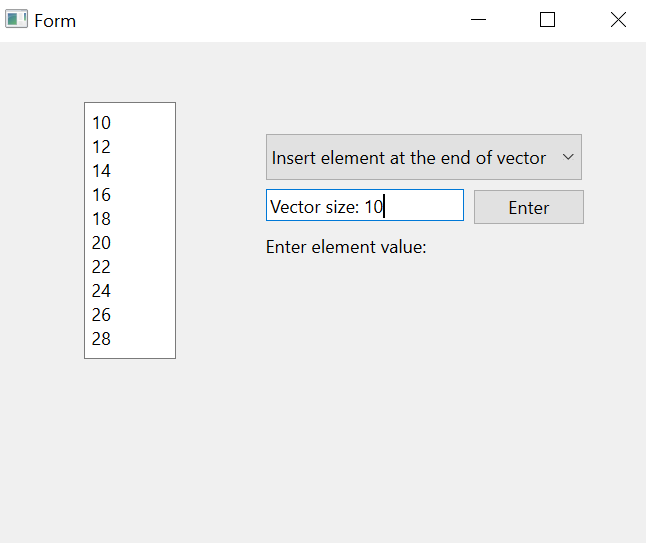 Form
10
12
14
16
18
20
22
24
26
28
Insert element at the end of vector
Vector size: 10
Enter
Enter element value: